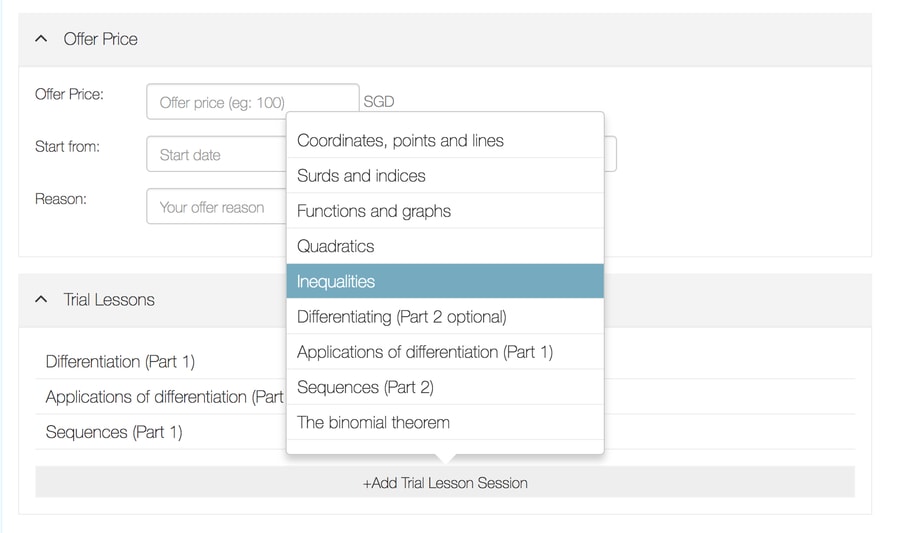 Offer Price
Offer Price:
Offer price (eg: 100)
SGD
Start from:
Start date
Reason:
Your offer reason
Coordinates, points and lines
Surds and indices
Functions and graphs
Quadratics
Inequalities
Differentiating (Part 2 optional)
Applications of differentiation (Part 1)
Sequences (Part 2)
The binomial theorem
Trial Lessons
Differentiation (Part 1)
Applications of differentiation (Part
Sequences (Part 1)
+Add Trial Lesson Session